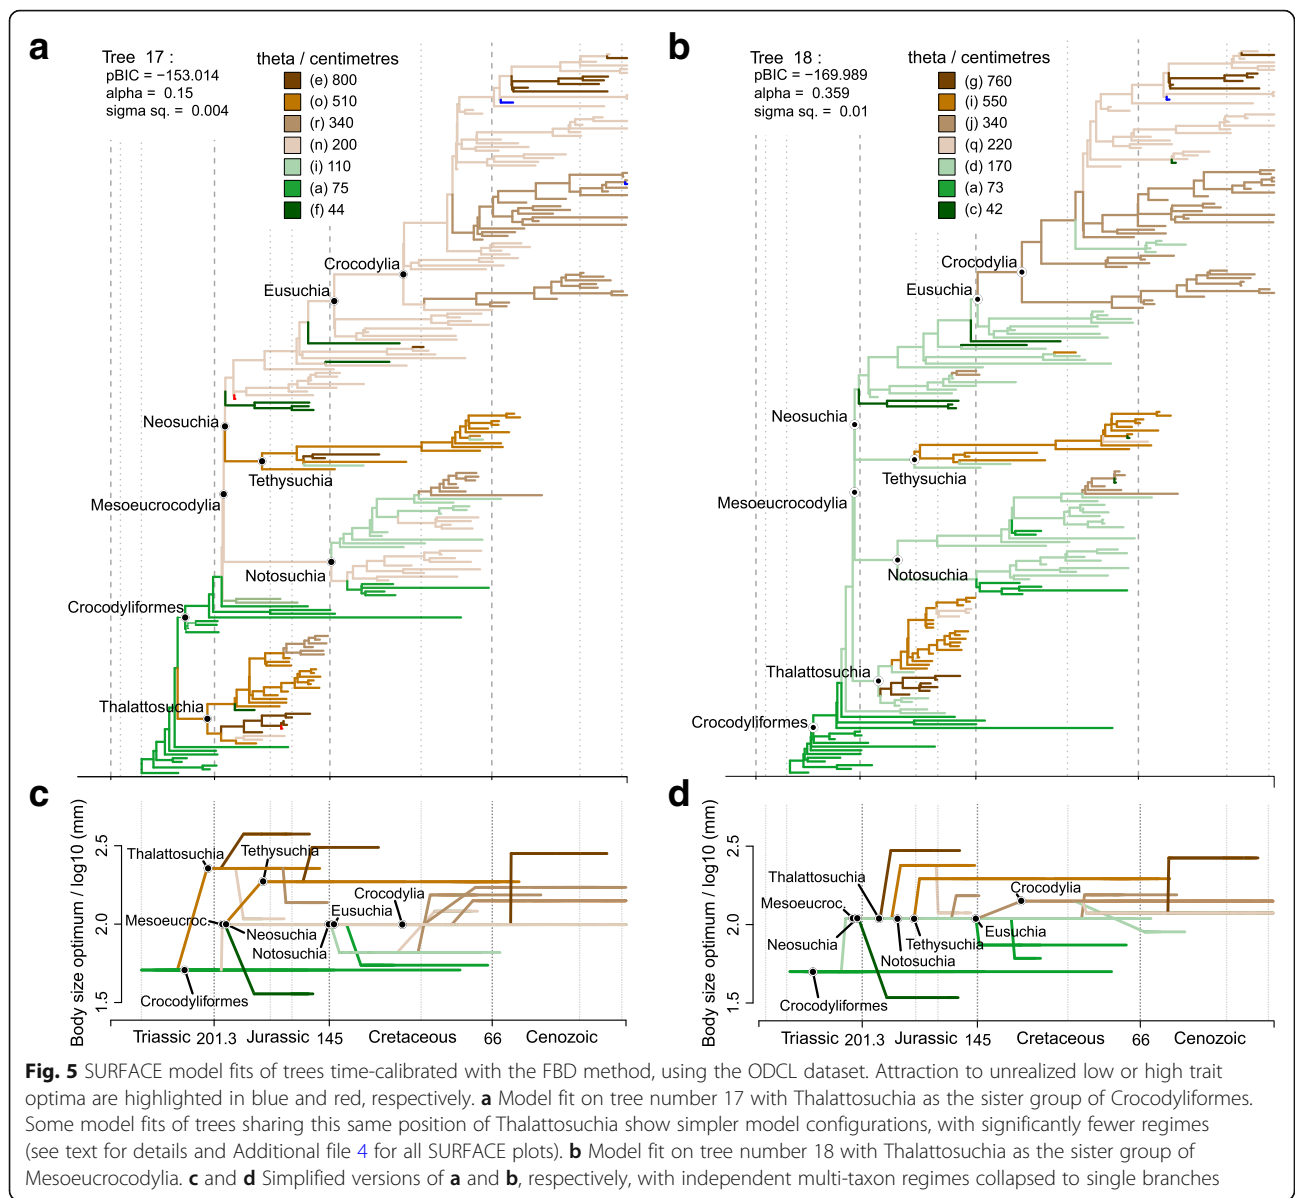 a
Tree 17 :
pBIC = −153.014
alpha = 0.15
sigma sq. = 0.004
theta / centimetres
(e) 800
(o) 510
(r) 340
(n) 200
(i) 110
(a) 75
(f) 44
Crocodylia
Eusuchia
Neosuchia
Tethysuchia
Mesoeucrocodylia
Notosuchia
Crocodyliformes
Thalattosuchia
b
Tree 18 :
pBIC = −169.989
alpha = 0.359
sigma sq. = 0.01
theta / centimetres
(g) 760
(i) 550
(j) 340
(q) 220
(d) 170
(a) 73
(c) 42
Crocodylia
Eusuchia
Neosuchia
Tethysuchia
Mesoeucrocodylia
Notosuchia
Thalattosuchia
Crocodyliformes
c
Body size optimum / log10 (mm)
2.5
2.0
1.5
Thalattosuchia
Tethysuchia
Crocodylia
Mesoeucroc.
Eusuchia
Neosuchia
Notosuchia
Crocodyliformes
Triassic 201.3 Jurassic 145 Cretaceous 66 Cenozoic
d
Body size optimum / log10 (mm)
2.5
2.0
1.5
Thalattosuchia
Crocodylia
Mesoeucroc.
Eusuchia
Neosuchia
Tethysuchia
Notosuchia
Crocodyliformes
Triassic 201.3 Jurassic 145 Cretaceous 66 Cenozoic
Fig. 5 SURFACE model fits of trees time-calibrated with the FBD method, using the ODCL dataset. Attraction to unrealized low or high trait
optima are highlighted in blue and red, respectively. a Model fit on tree number 17 with Thalattosuchia as the sister group of Crocodyliformes.
Some model fits of trees sharing this same position of Thalattosuchia show simpler model configurations, with significantly fewer regimes
(see text for details and Additional file 4 for all SURFACE plots). b Model fit on tree number 18 with Thalattosuchia as the sister group of
Mesoeucrocodylia. c and d Simplified versions of a and b, respectively, with independent multi-taxon regimes collapsed to single branches